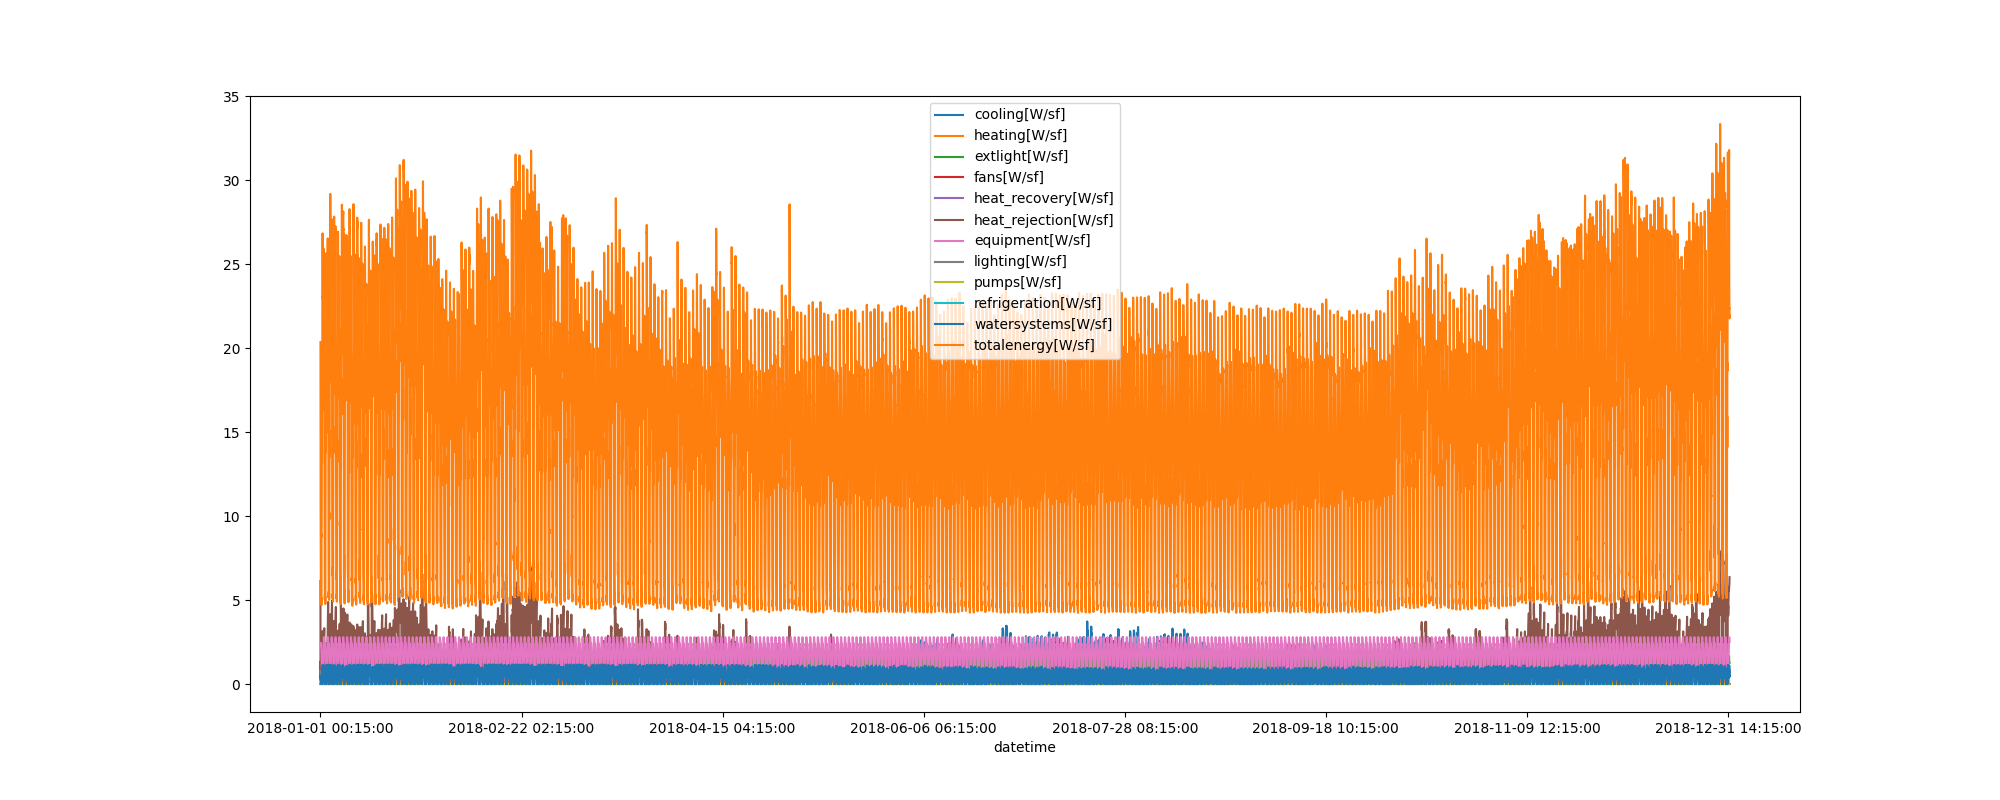 35
30
25
20
15
10
5
0
cooling[W/sf]
heating[W/sf]
extlight[W/sf]
fans[W/sf]
heat_recovery[W/sf]
heat_rejection[W/sf]
equipment[W/sf]
lighting[W/sf]
pumps[W/sf]
refrigeration[W/sf]
watersystems[W/sf]
totalenergy[W/sf]
2018-01-01 00:15:00 2018-02-22 02:15:00 2018-04-15 04:15:00 2018-06-06 06:15:00 2018-07-28 08:15:00 2018-09-18 10:15:00 2018-11-09 12:15:00 2018-12-31 14:15:00
datetime